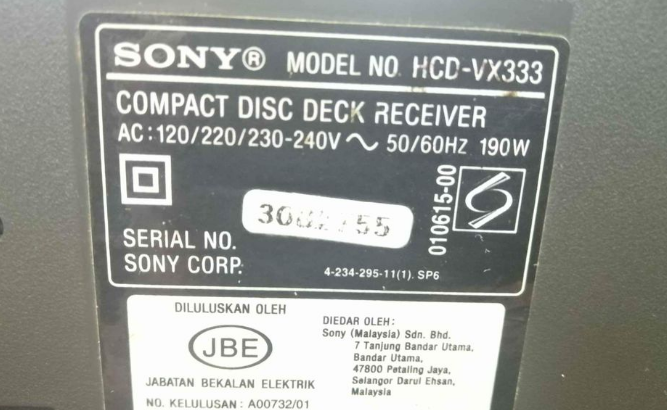 SONY® MODEL NO. HCD-VX333
COMPACT DISC DECK RECEIVER
AC:120/220/230-240V ~ 50/60HZ 190W
SERIAL NO.
SONY CORP.
010615-00
4-234-295-11(1). SP6
DILULUSKAN OLEH
JBE
JABATAN BEKALAN ELEKTRIK
NO. KELULUSAN : A00732/01
DIEDAR OLEH:
Sony (Malaysia) Sdn. Bhd.
7 Tanjung Bandar Utama,
Bandar Utama,
47800 Petaling Jaya,
Selangor Darul Ehsan,
Malaysia